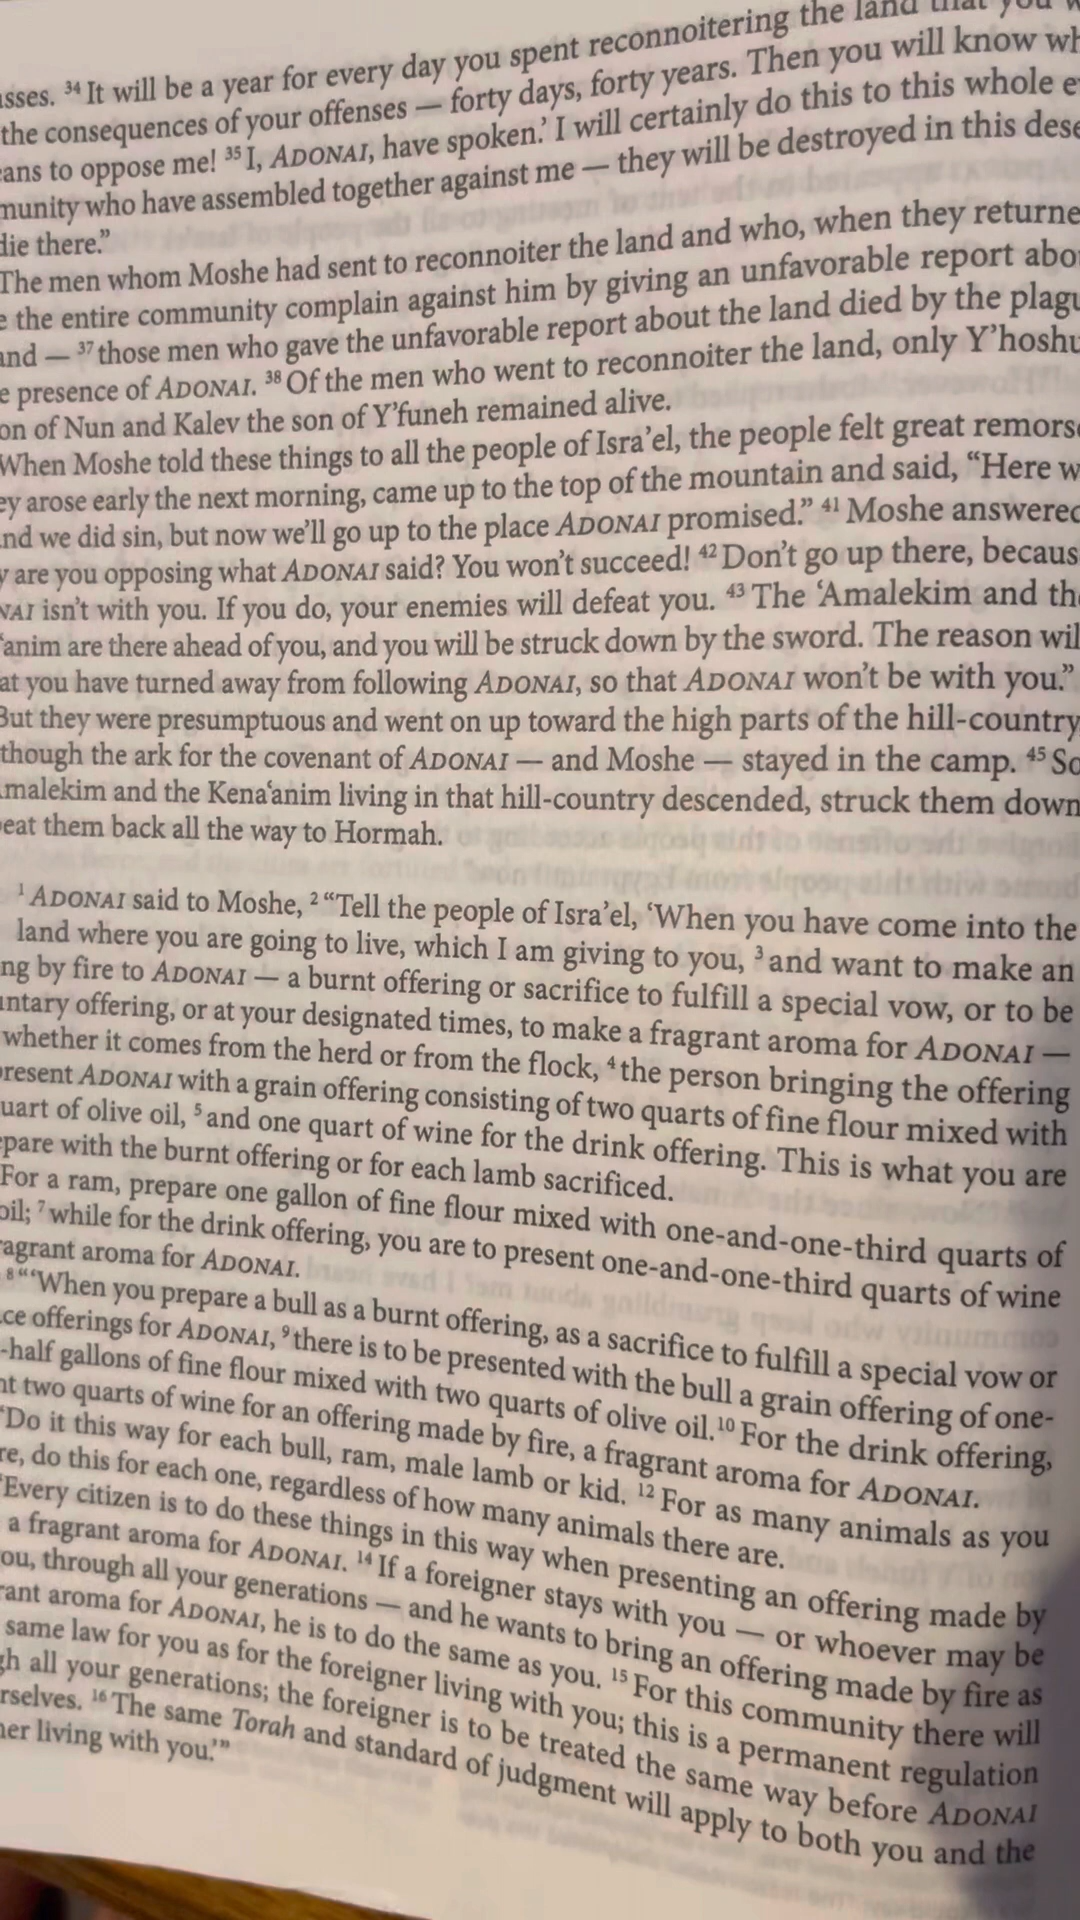 reconnoitering the land that you
asses. 34 It will be a year for every day you spent
the consequences of your offenses — forty days, forty years. Then you will know wh
ans to oppose me! 35 I, ADONAI, have spoken.’ I will certainly do this to this whole e
munity who have assembled together against me — they will be destroyed in this dese
die there.”
The men whom Moshe had sent to reconnoiter the land and who, when they returne
e the entire community complain against him by giving an unfavorable report abo
and — 37 those men who gave the unfavorable report about the land died by the plagu
e presence of ADONAI. 38 Of the men who went to reconnoiter the land, only Y’hoshu
on of Nun and Kalev the son of Y’funeh remained alive.
When Moshe told these things to all the people of Isra’el, the people felt great remorse
ey arose early the next morning, came up to the top of the mountain and said, “Here w
nd we did sin, but now we’ll go up to the place ADONAI promised.” 41 Moshe answered
y are you opposing what ADONAI said? You won’t succeed! 42 Don’t go up there, becaus
NAI isn’t with you. If you do, your enemies will defeat you. 43 The ‘Amalekim and the
‘anim are there ahead of you, and you will be struck down by the sword. The reason wil
at you have turned away from following ADONAI, so that ADONAI won’t be with you.”
But they were presumptuous and went on up toward the high parts of the hill-country
though the ark for the covenant of ADONAI — and Moshe — stayed in the camp. 45 So
malekim and the Kena‘anim living in that hill-country descended, struck them down
eat them back all the way to Hormah.
1 ADONAI said to Moshe, 2 “Tell the people of Isra’el, ‘When you have come into the
land where you are going to live, which I am giving to you, 3 and want to make an
ng by fire to ADONAI — a burnt offering or sacrifice to fulfill a special vow, or to be
ntary offering, or at your designated times, to make a fragrant aroma for ADONAI —
whether it comes from the herd or from the flock, 4 the person bringing the offering
present ADONAI with a grain offering consisting of two quarts of fine flour mixed with
uart of olive oil, 5 and one quart of wine for the drink offering. This is what you are
epare with the burnt offering or for each lamb sacrificed.
For a ram, prepare one gallon of fine flour mixed with one-and-one-third quarts of
oil; 7 while for the drink offering, you are to present one-and-one-third quarts of wine
ragrant aroma for ADONAI.
8 “‘When you prepare a bull as a burnt offering, as a sacrifice to fulfill a special vow or
ce offerings for ADONAI, 9 there is to be presented with the bull a grain offering of one-
-half gallons of fine flour mixed with two quarts of olive oil. 10 For the drink offering,
nt two quarts of wine for an offering made by fire, a fragrant aroma for ADONAI.
‘Do it this way for each bull, ram, male lamb or kid. 12 For as many animals as you
re, do this for each one, regardless of how many animals there are.
‘Every citizen is to do these things in this way when presenting an offering made by
a fragrant aroma for ADONAI. 14 If a foreigner stays with you — or whoever may be
ou, through all your generations — and he wants to bring an offering made by fire as
rant aroma for ADONAI, he is to do the same as you. 15 For this community there will
same law for you as for the foreigner living with you; this is a permanent regulation
gh all your generations; the foreigner is to be treated the same way before ADONAI
rselves. 16 The same Torah and standard of judgment will apply to both you and the
ner living with you.’”